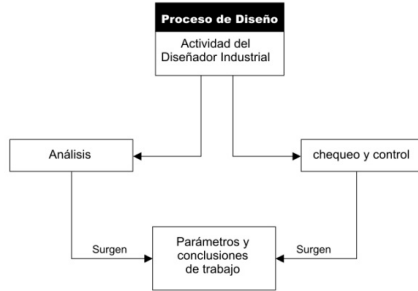 Proceso de Diseño
Actividad del
Diseñador Industrial
Análisis
chequeo y control
Surgen
Parámetros y
conclusiones
de trabajo
Surgen